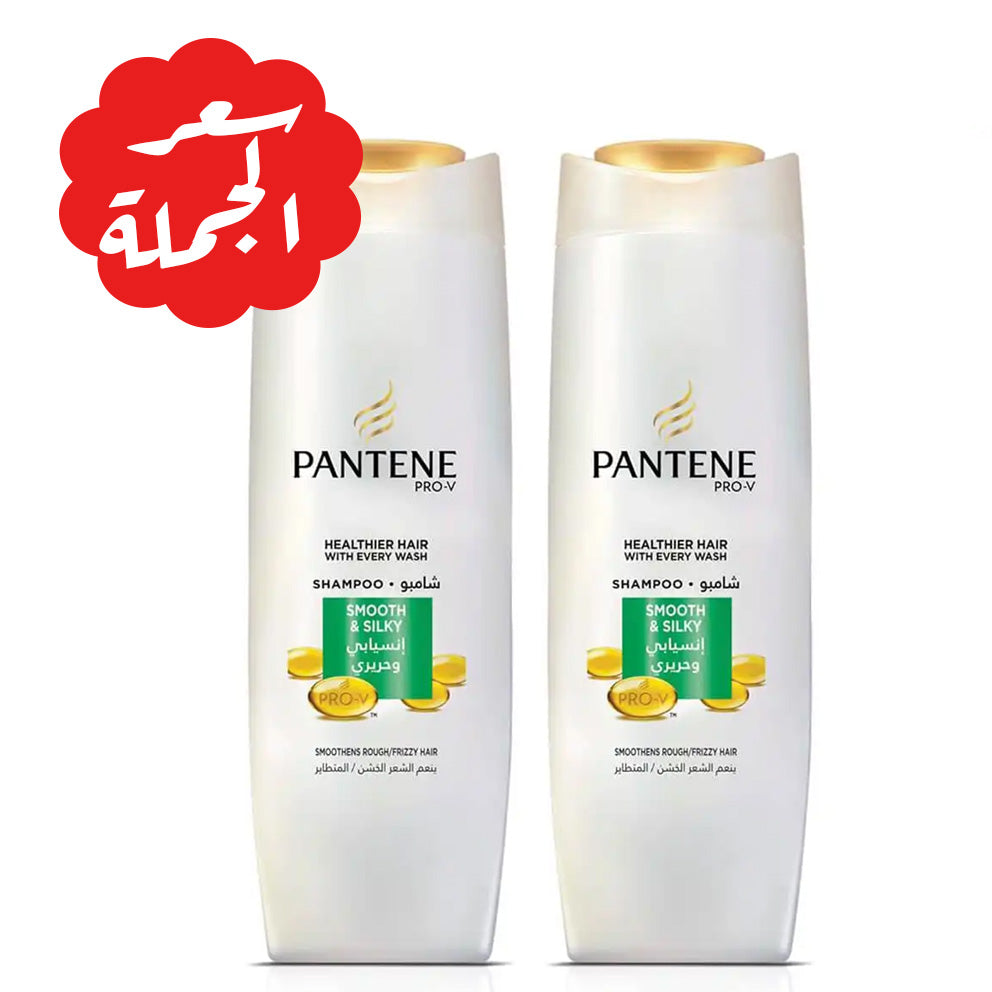 سعر
الجملة
PANTENE
PRO-V
HEALTHIER HAIR
WITH EVERY WASH
SHAMPOO • شامبو
SMOOTH
& SILKY
إنسيابي
وحريري
PRO-V
TM
SMOOTHENS ROUGH/FRIZZY HAIR
ينعم الشعر الخشن / المتطاير
PANTENE
PRO-V
HEALTHIER HAIR
WITH EVERY WASH
SHAMPOO • شامبو
SMOOTH
& SILKY
إنسيابي
وحريري
PRO-V
TM
SMOOTHENS ROUGH/FRIZZY HAIR
ينعم الشعر الخشن / المتطاير